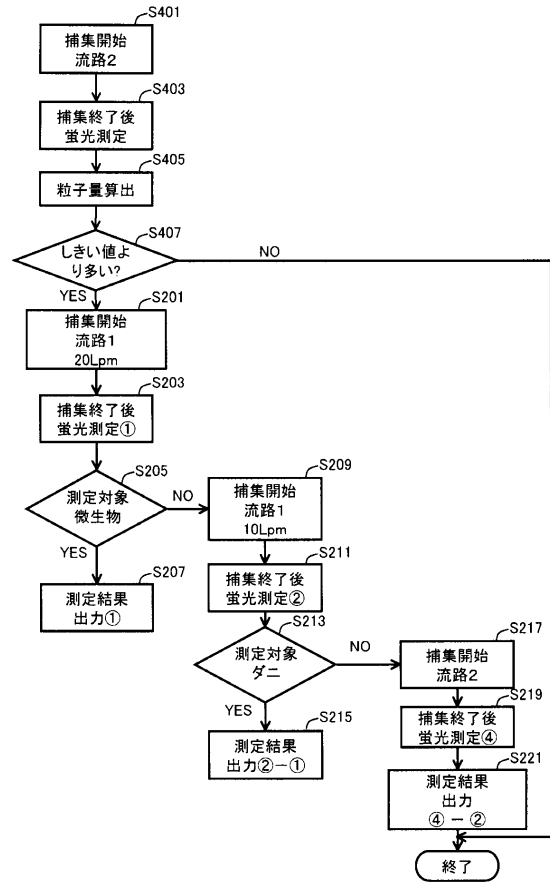 S401
捕集開始
流路2
S403
捕集終了後
蛍光測定
S405
粒子量算出
S407
しきい値よ
り多い?
NO
YES
S201
捕集開始
流路1
20Lpm
S203
捕集終了後
蛍光測定①
S205
測定対象
微生物
NO
YES
S207
測定結果
出力①
S209
捕集開始
流路1
10Lpm
S211
捕集終了後
蛍光測定②
S213
測定対象
ダニ
NO
YES
S215
測定結果
出力②－①
S217
捕集開始
流路2
S219
捕集終了後
蛍光測定④
S221
測定結果
出力
④ － ②
終了